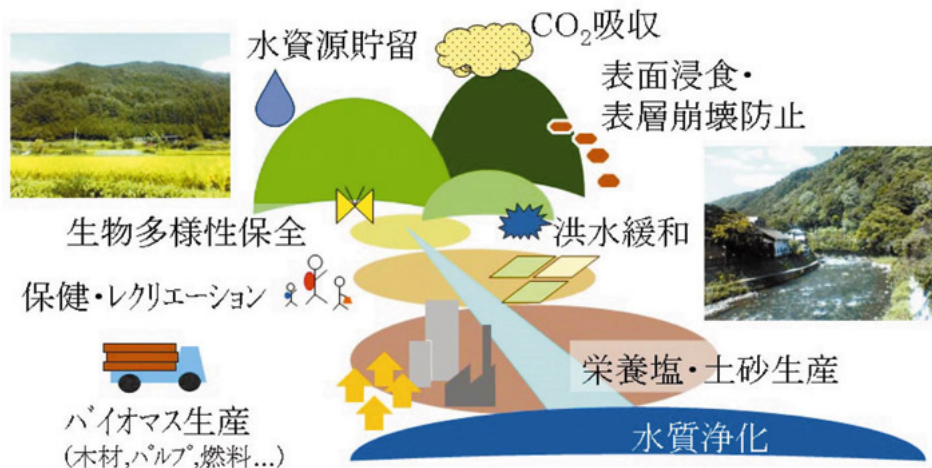 水資源貯留
CO₂吸収
表面浸食・
表層崩壊防止
生物多様性保全
洪水緩和
保健・レクリエーション
栄養塩・土砂生産
バイオマス生産
(木材,パルプ,燃料…)
水質浄化